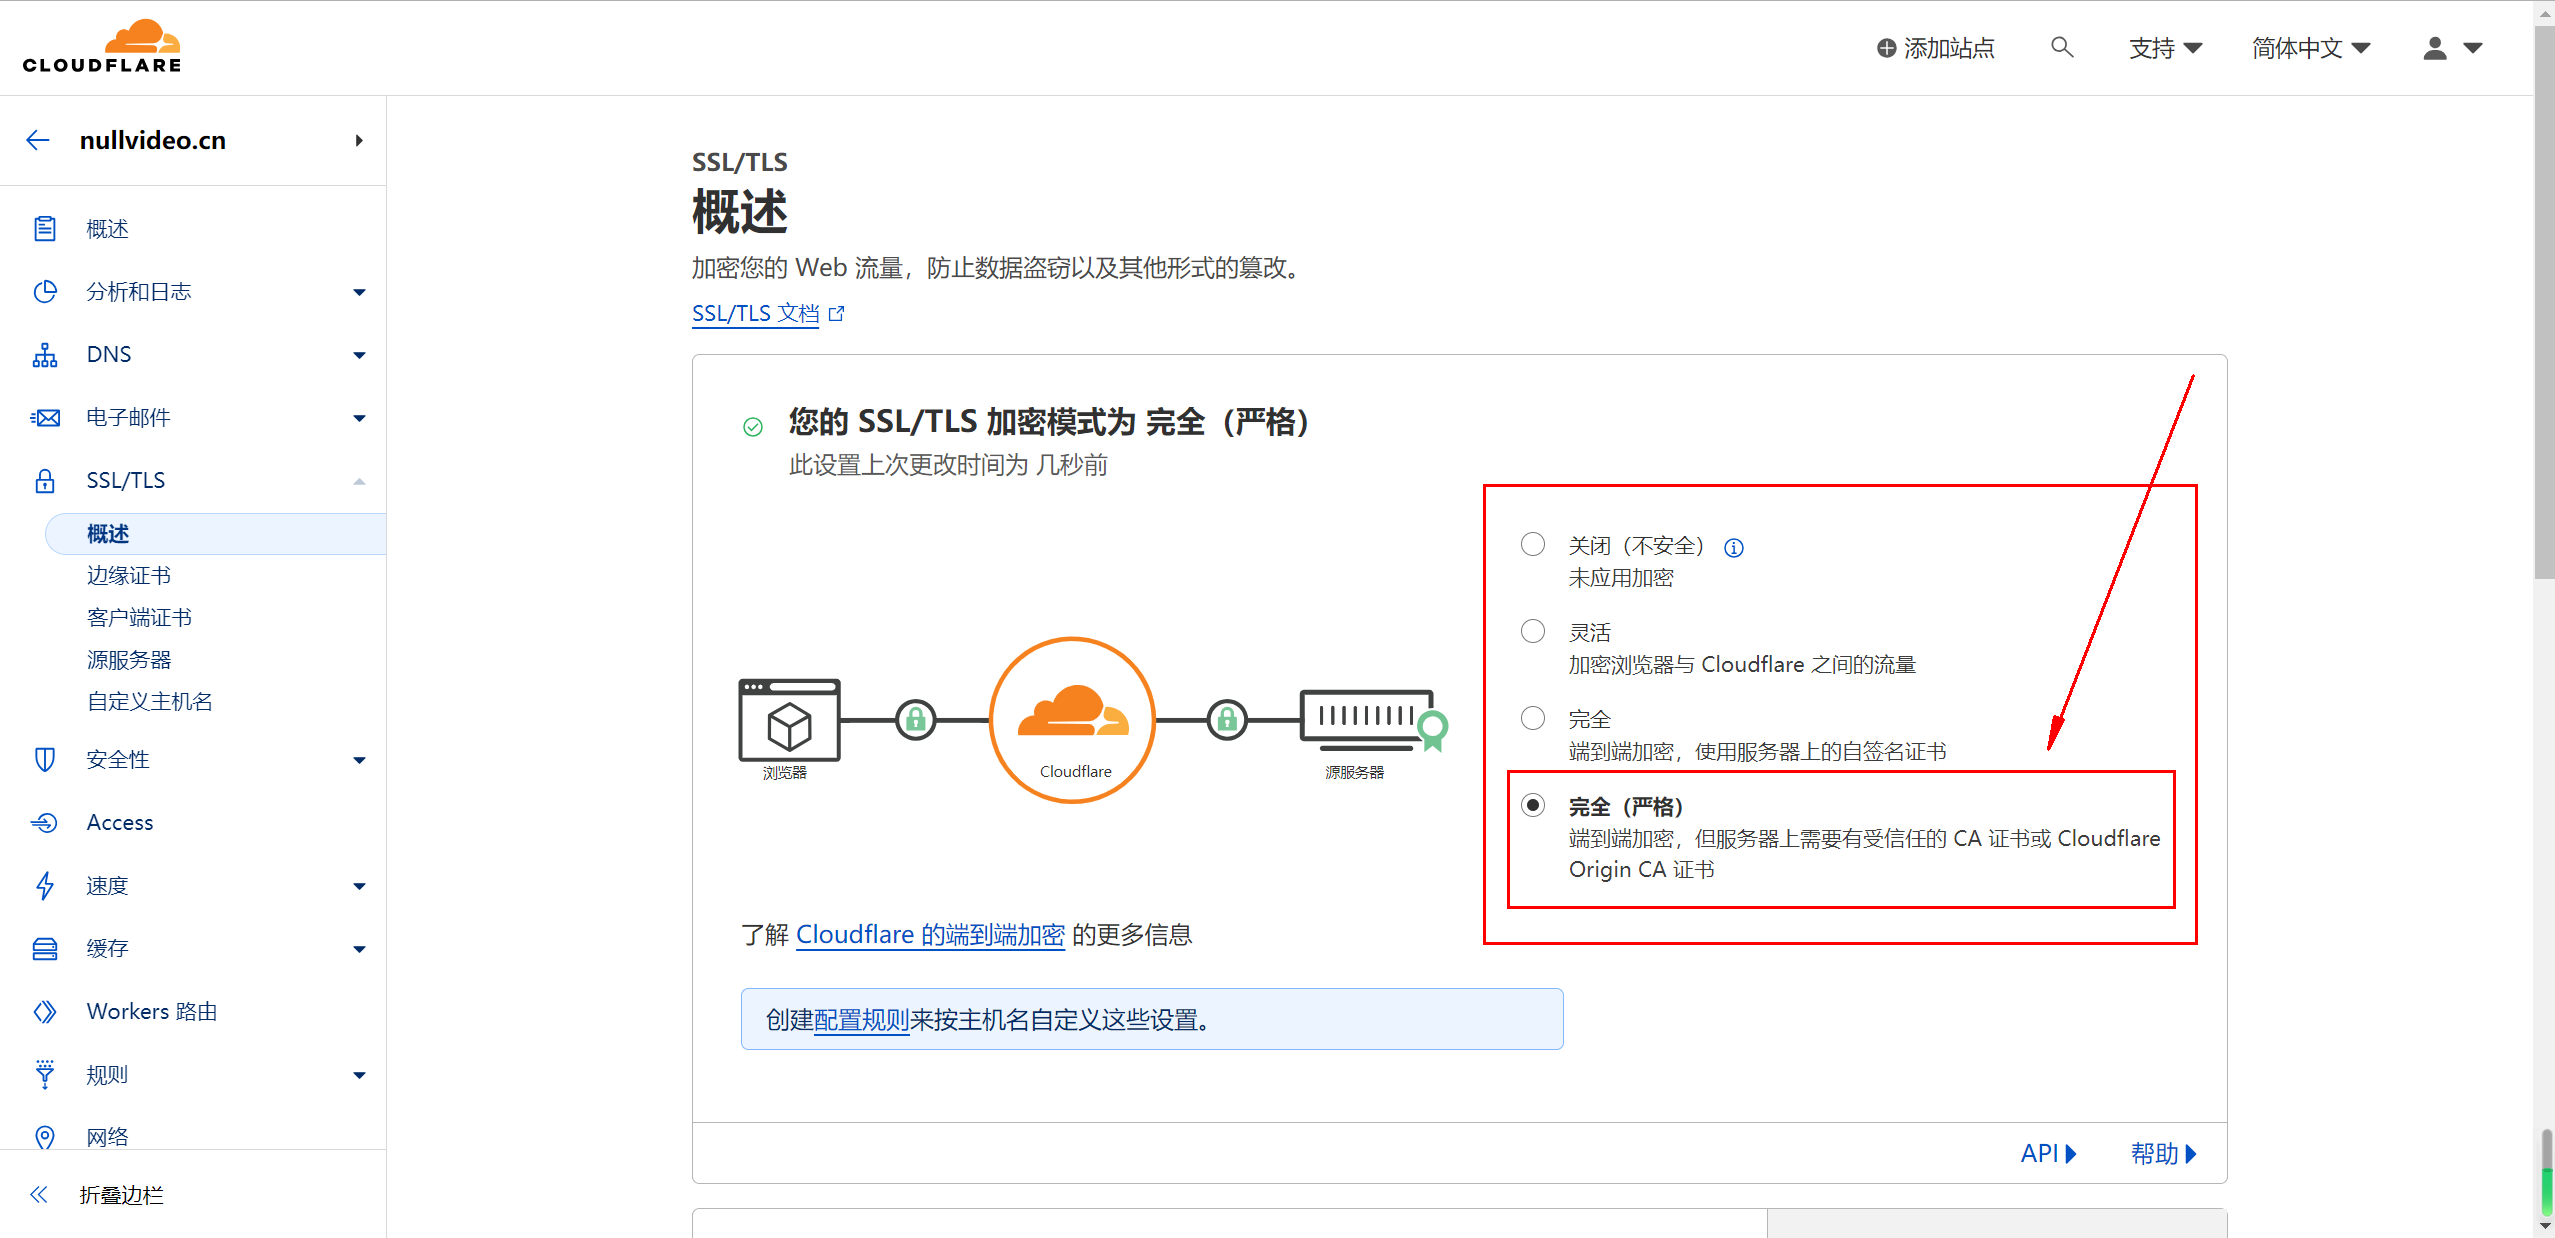 CLOUDFLARE
添加站点
支持
简体中文
nullvideo.cn
概述
分析和日志
DNS
电子邮件
SSL/TLS
概述
边缘证书
客户端证书
源服务器
自定义主机名
安全性
Access
速度
缓存
Workers 路由
规则
网络
折叠边栏
SSL/TLS
概述
加密您的 Web 流量，防止数据盗窃以及其他形式的篡改。
SSL/TLS 文档
您的 SSL/TLS 加密模式为 完全（严格）
此设置上次更改时间为 几秒前
浏览器
Cloudflare
源服务器
关闭（不安全）
未应用加密
灵活
加密浏览器与 Cloudflare 之间的流量
完全
端到端加密，使用服务器上的自签名证书
完全（严格）
端到端加密，但服务器上需要有受信任的 CA 证书或 Cloudflare
Origin CA 证书
了解 Cloudflare 的端到端加密 的更多信息
创建配置规则来按主机名自定义这些设置。
API
帮助